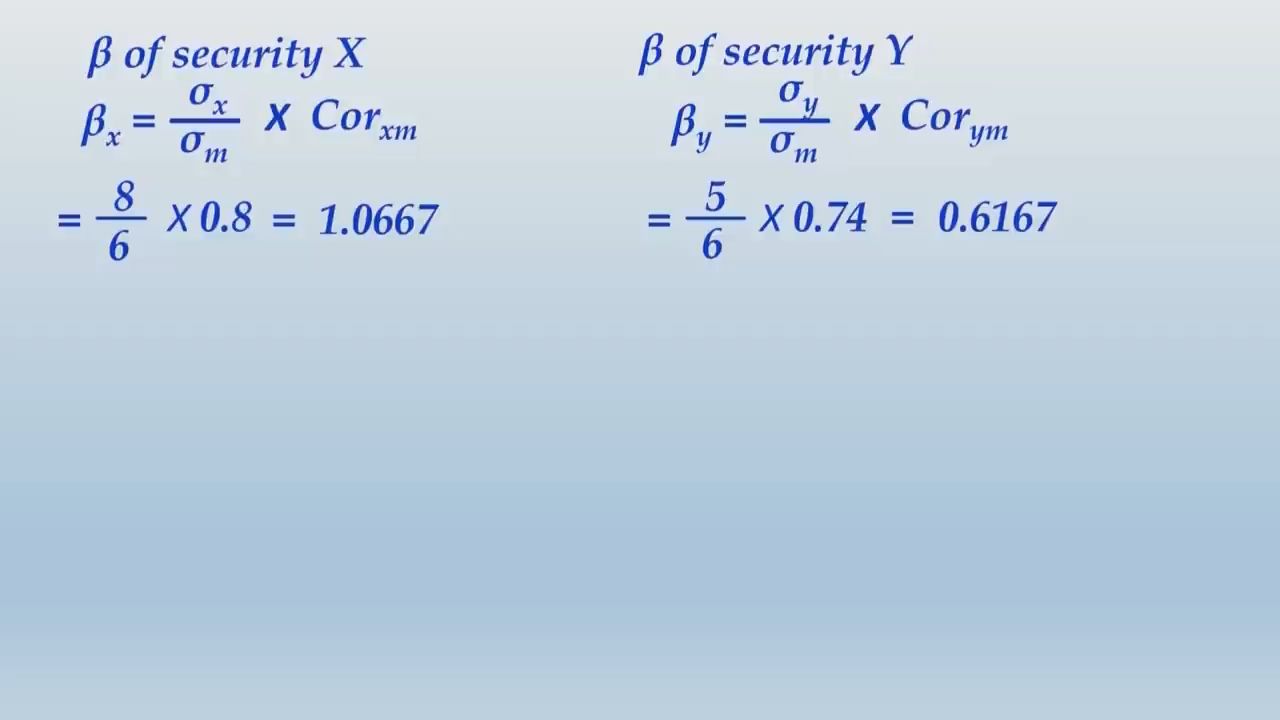 β of security X
βx = σx/σm X Corxm
= 8/6 X 0.8 = 1.0667
β of security Y
βy = σy/σm X Corym
= 5/6 X 0.74 = 0.6167